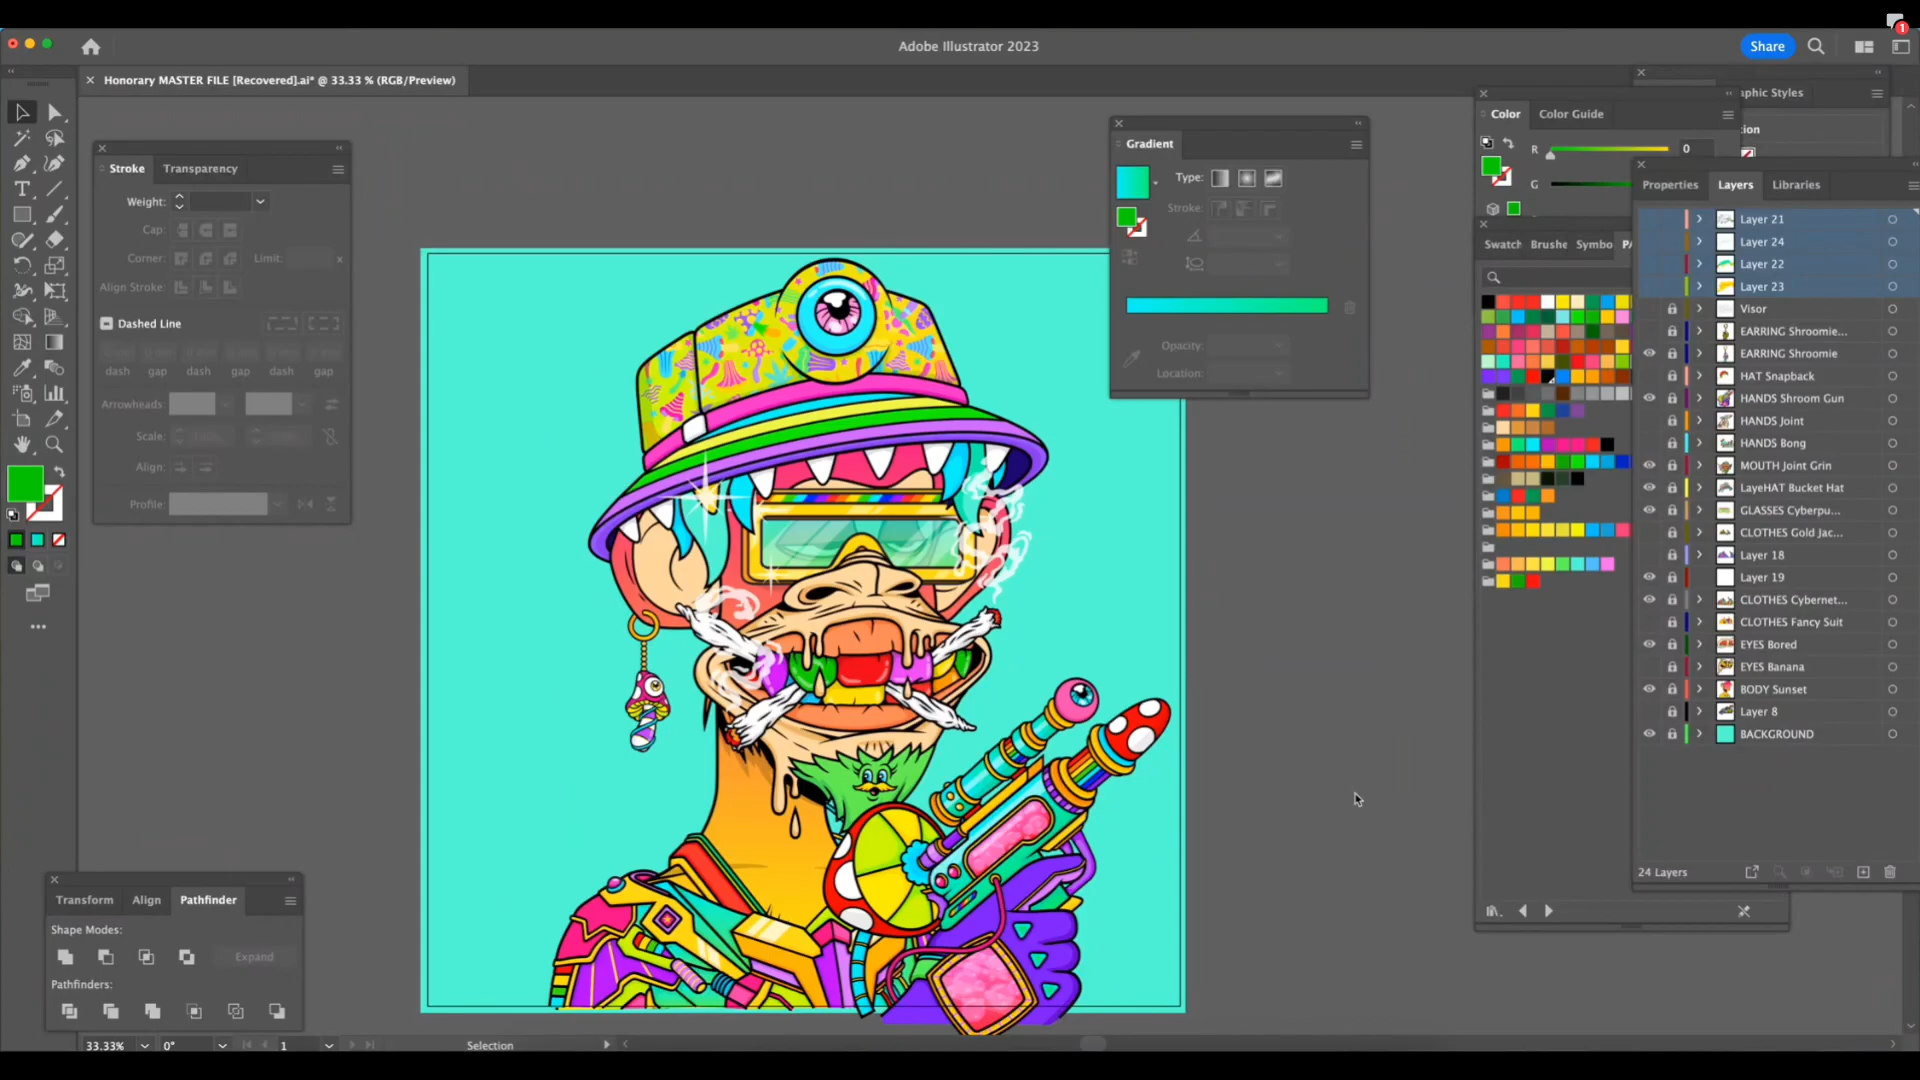 1
Adobe Illustrator 2023
Share
Honorary MASTER FILE [Recovered].ai* @ 33.33 % (RGB/Preview)
Stroke
Transparency
Weight:
Cap:
Corner:
Limit:
x
Align Stroke:
Dashed Line
dash
gap
dash
gap
dash
gap
Arrowheads:
Scale:
Align:
Profile:
Transform
Align
Pathfinder
Shape Modes:
Expand
Pathfinders:
33.33%
0°
1
Selection
Gradient
Type:
Stroke:
Opacity:
Location:
Color
Color Guide
R
0
G
aphic Styles
tion
Swatch
Brushe
Symbo
PA
Properties
Layers
Libraries
Layer 21
Layer 24
Layer 22
Layer 23
Visor
EARRING Shroomie...
EARRING Shroomie
HAT Snapback
HANDS Shroom Gun
HANDS Joint
HANDS Bong
MOUTH Joint Grin
LayeHAT Bucket Hat
GLASSES Cyberpu...
CLOTHES Gold Jac...
Layer 18
Layer 19
CLOTHES Cybernet...
CLOTHES Fancy Suit
EYES Bored
EYES Banana
BODY Sunset
Layer 8
BACKGROUND
24 Layers